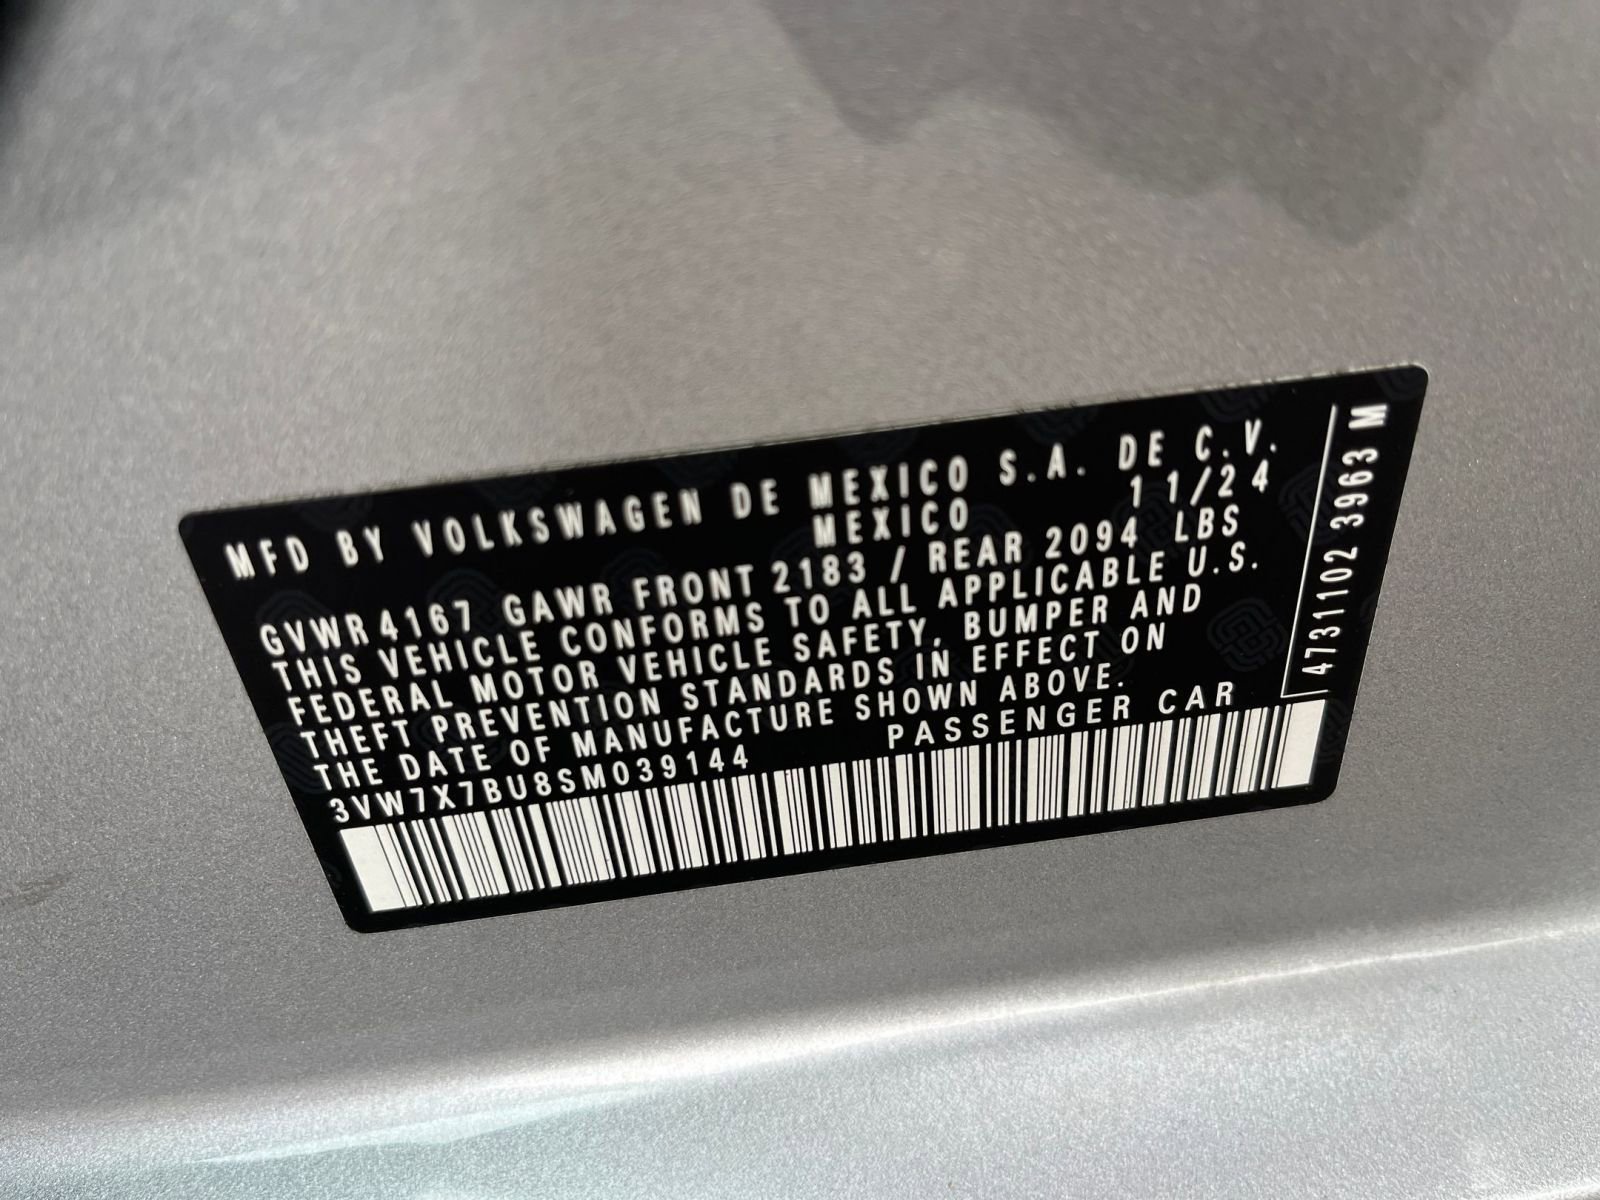 MFD BY VOLKSWAGEN DE MEXICO S.A. DE C.V.
MEXICO 11/24
GVWR 4167 GAWR FRONT 2183 / REAR 2094 LBS
THIS VEHICLE CONFORMS TO ALL APPLICABLE U.S.
FEDERAL MOTOR VEHICLE SAFETY, BUMPER AND
THEFT PREVENTION STANDARDS IN EFFECT ON
THE DATE OF MANUFACTURE SHOWN ABOVE.
3VW7X7BU8SM039144 PASSENGER CAR
4731102 3963 M